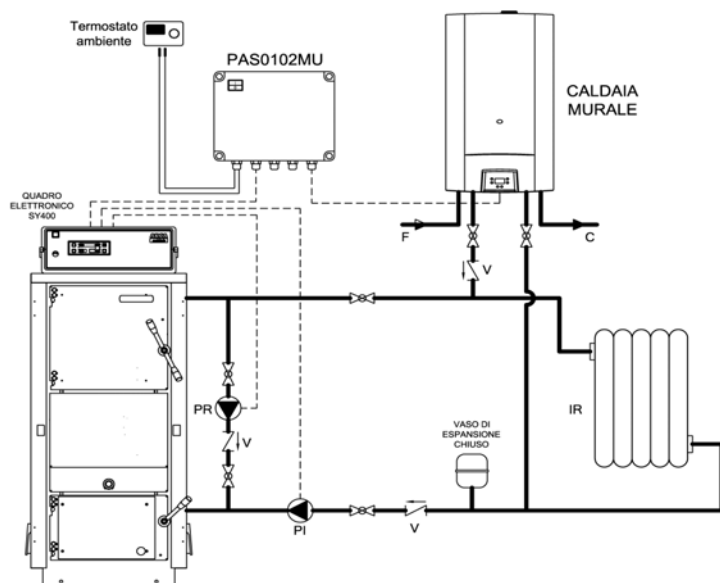 Termostato
ambiente
PAS0102MU
CALDAIA
MURALE
QUADRO
ELETTRONICO
SY400
F
C
V
PR
V
IR
VASO DI
ESPANSIONE
CHIUSO
PI
V